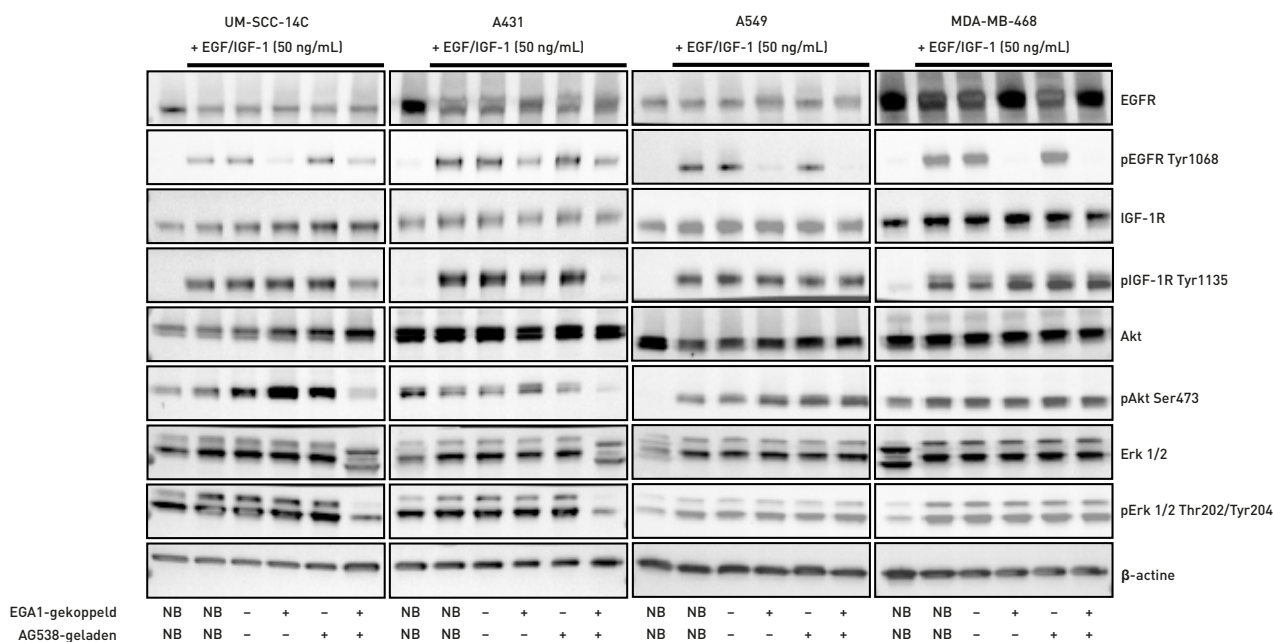 UM-SCC-14C A431 A549 MDA-MB-468
+ EGF/IGF-1 (50 ng/mL) + EGF/IGF-1 (50 ng/mL) + EGF/IGF-1 (50 ng/mL) + EGF/IGF-1 (50 ng/mL)
EGFR
pEGFR Tyr1068
IGF-1R
pIGF-1R Tyr1135
Akt
pAkt Ser473
Erk 1/2
pErk 1/2 Thr202/Tyr204
β-actine
EGA1-gekoppeld NB NB – + – + NB NB – + – + NB NB – + – + NB NB – + – +
AG538-geladen NB NB – – + + NB NB – – + + NB NB – – + + NB NB – – + +